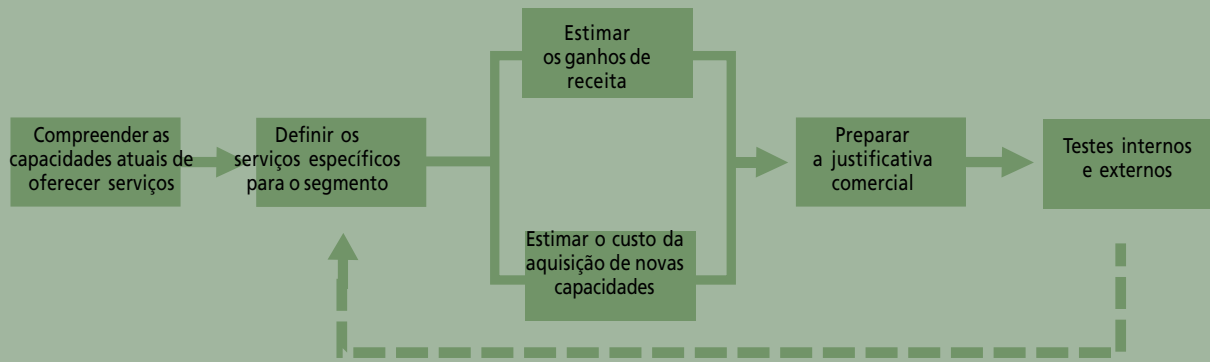 Compreender as
capacidades atuais de
oferecer serviços
Definir os
serviços específicos
para o segmento
Estimar
os ganhos de
receita
Estimar o custo da
aquisição de novas
capacidades
Preparar
a justificativa
comercial
Testes internos
e externos